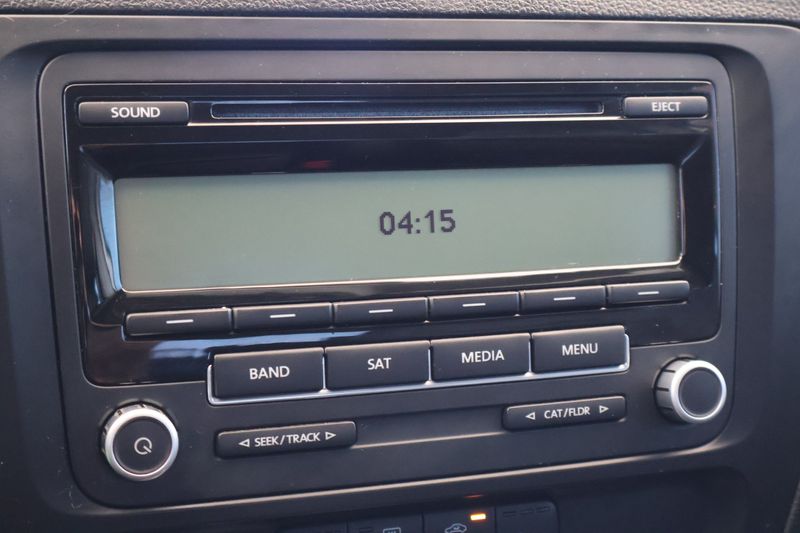 SOUND
EJECT
04:15
BAND
SAT
MEDIA
MENU
SEEK/TRACK
CAT/FLDR